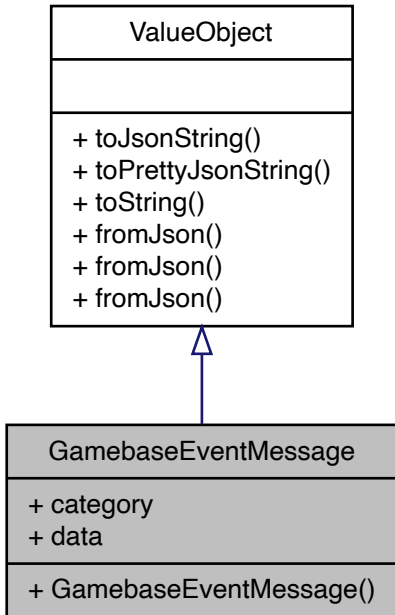 ValueObject
+ toJsonString()
+ toPrettyJsonString()
+ toString()
+ fromJson()
+ fromJson()
+ fromJson()
GamebaseEventMessage
+ category
+ data
+ GamebaseEventMessage()